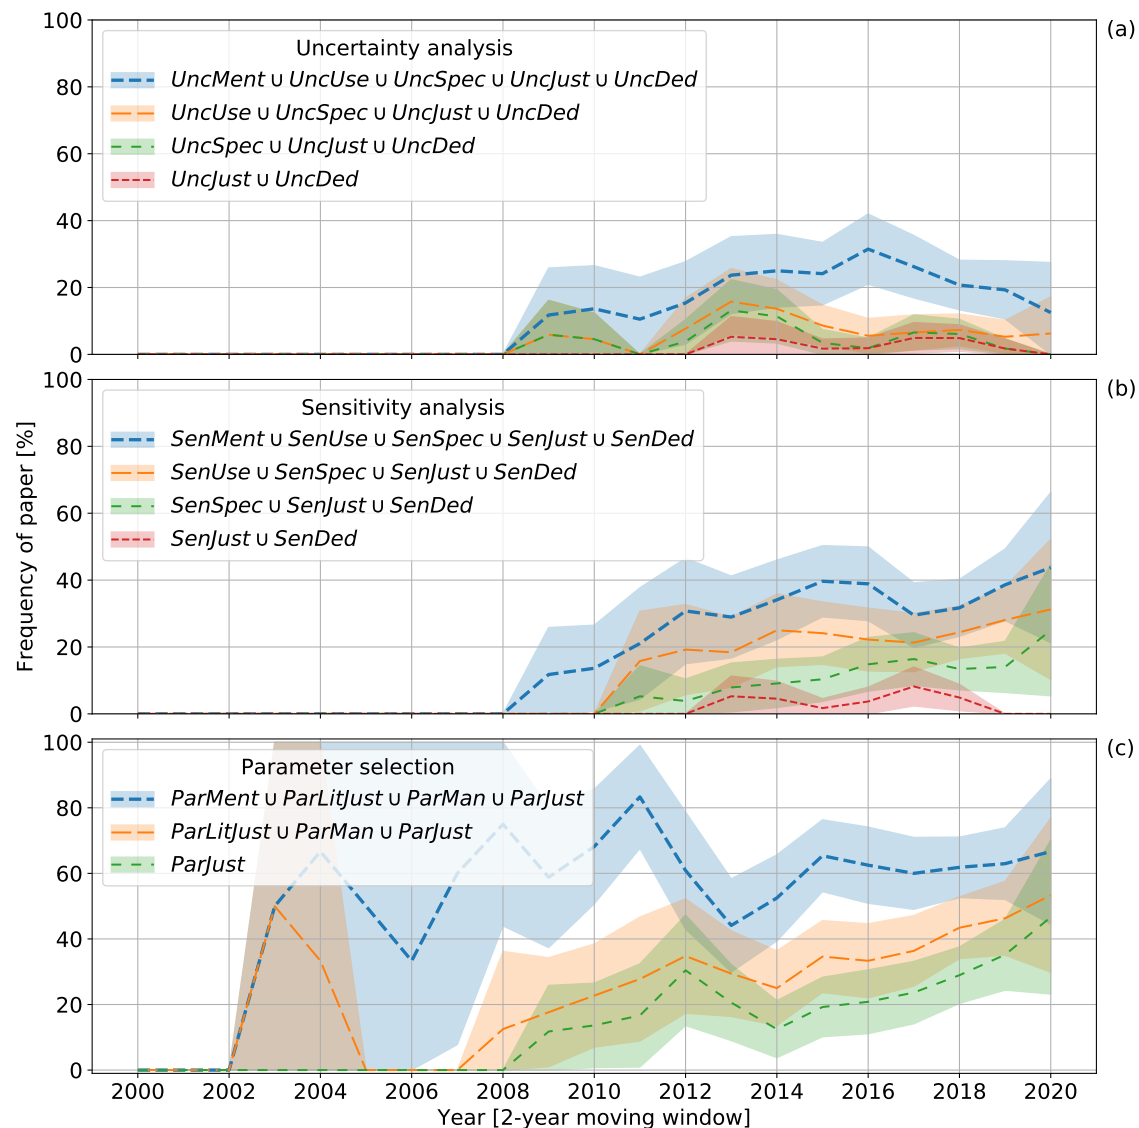 (a)
100
80
60
40
20
0
Uncertainty analysis
UncMent ∪ UncUse ∪ UncSpec ∪ UncJust ∪ UncDed
UncUse ∪ UncSpec ∪ UncJust ∪ UncDed
UncSpec ∪ UncJust ∪ UncDed
UncJust ∪ UncDed
(b)
100
80
60
40
20
0
Sensitivity analysis
SenMent ∪ SenUse ∪ SenSpec ∪ SenJust ∪ SenDed
SenUse ∪ SenSpec ∪ SenJust ∪ SenDed
SenSpec ∪ SenJust ∪ SenDed
SenJust ∪ SenDed
Frequency of paper [%]
(c)
100
80
60
40
20
0
Parameter selection
ParMent ∪ ParLitJust ∪ ParMan ∪ ParJust
ParLitJust ∪ ParMan ∪ ParJust
ParJust
2000 2002 2004 2006 2008 2010 2012 2014 2016 2018 2020
Year [2-year moving window]